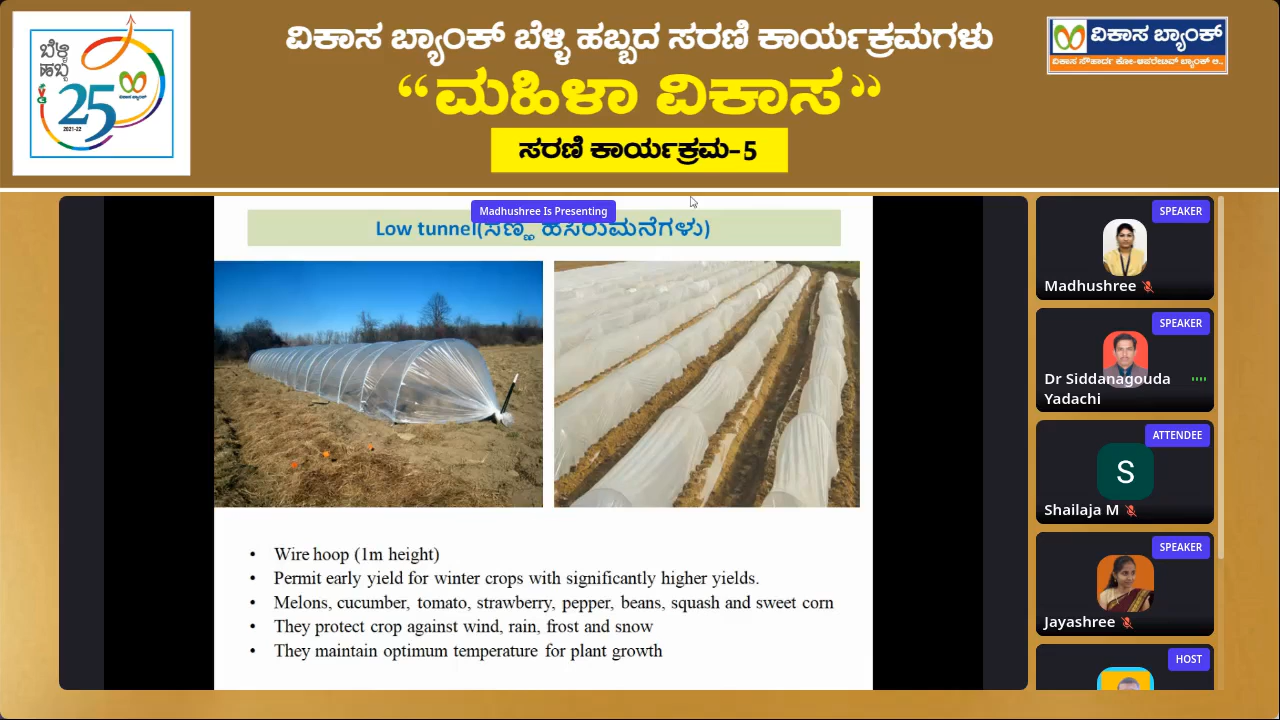 ಬೆಳ್ಳಿ
ಹಬ್ಬ
25
2021-22
ವಿಕಾಸ ಬ್ಯಾಂಕ್ ಬೆಳ್ಳಿ ಹಬ್ಬದ ಸರಣಿ ಕಾರ್ಯಕ್ರಮಗಳು
“ಮಹಿಳಾ ವಿಕಾಸ”
ಸರಣಿ ಕಾರ್ಯಕ್ರಮ-5
ವಿಕಾಸ ಬ್ಯಾಂಕ್
ವಿಕಾಸ ಸೌಹಾರ್ದ ಕೋ-ಆಪರೇಟಿವ್ ಬ್ಯಾಂಕ್ ಲಿ.,
Madhushree Is Presenting
Low tunnel(ಸಣ್ಣ ಹಸಿರುಮನೆಗಳು)
• Wire hoop (1m height)
• Permit early yield for winter crops with significantly higher yields.
• Melons, cucumber, tomato, strawberry, pepper, beans, squash and sweet corn
• They protect crop against wind, rain, frost and snow
• They maintain optimum temperature for plant growth
SPEAKER
Madhushree
SPEAKER
Dr Siddanagouda
Yadachi
ATTENDEE
S
Shailaja M
SPEAKER
Jayashree
HOST